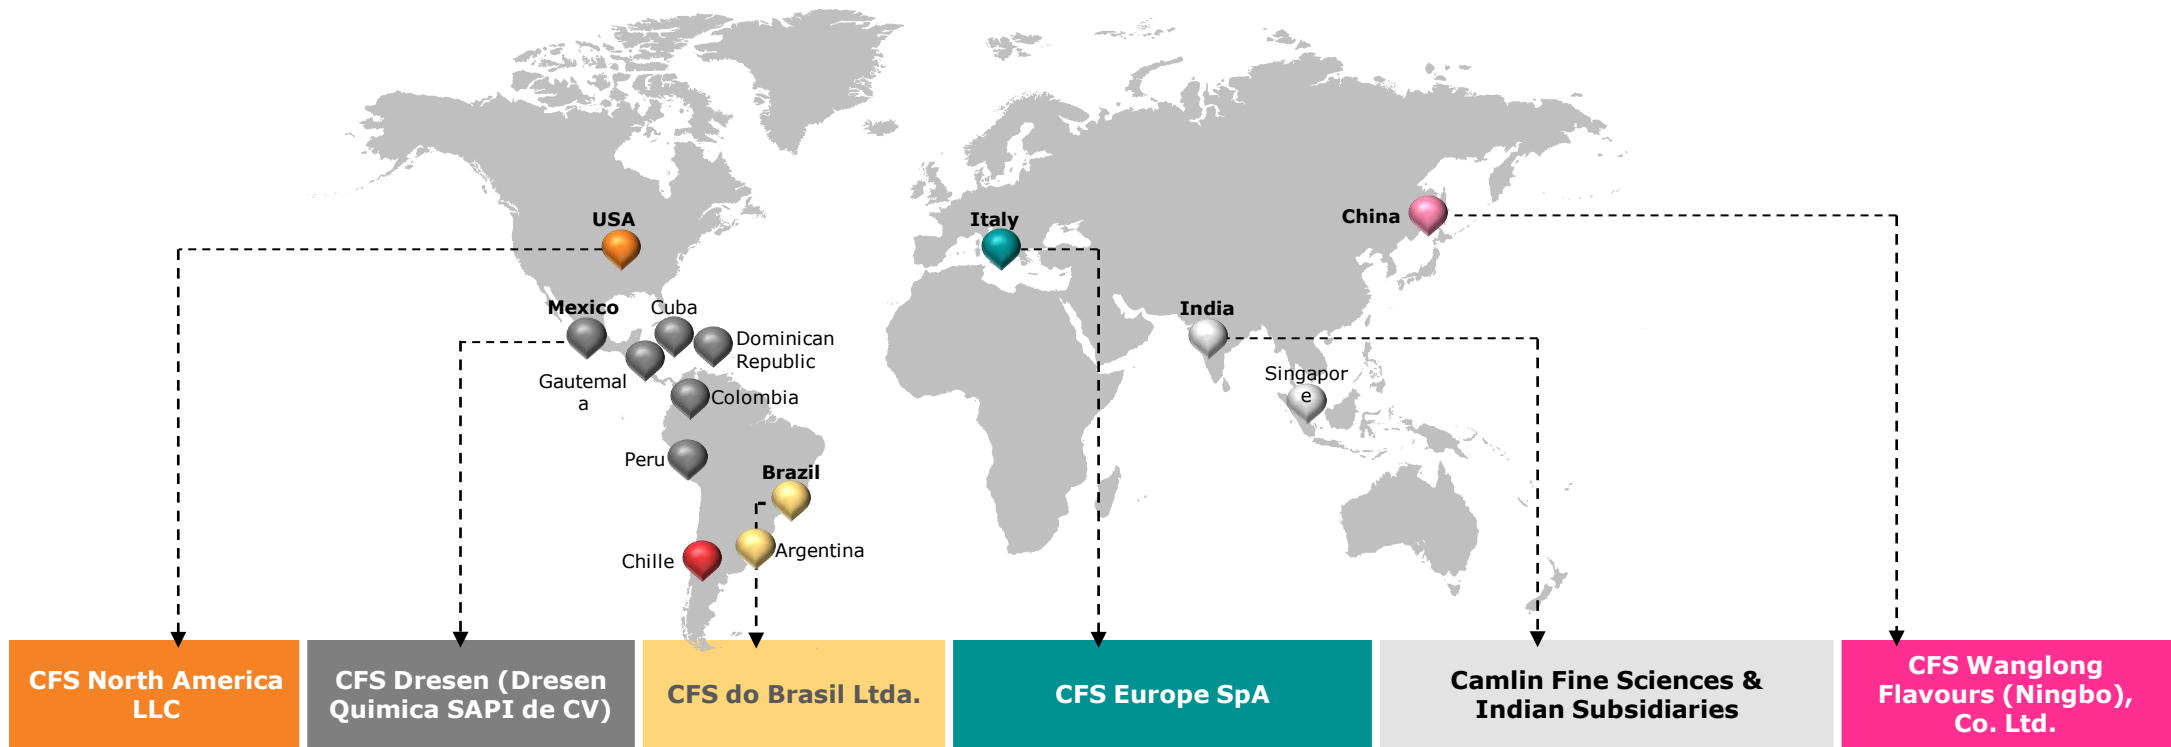 USA
Italy
China
Mexico
Cuba
India
Dominican
Republic
Gautemal
a
Singapor
e
Colombia
Peru
Brazil
Chille
Argentina
CFS North America
LLC
CFS Dresen (Dresen
Quimica SAPI de CV)
CFS do Brasil Ltda.
CFS Europe SpA
Camlin Fine Sciences &
Indian Subsidiaries
CFS Wanglong
Flavours (Ningbo),
Co. Ltd.